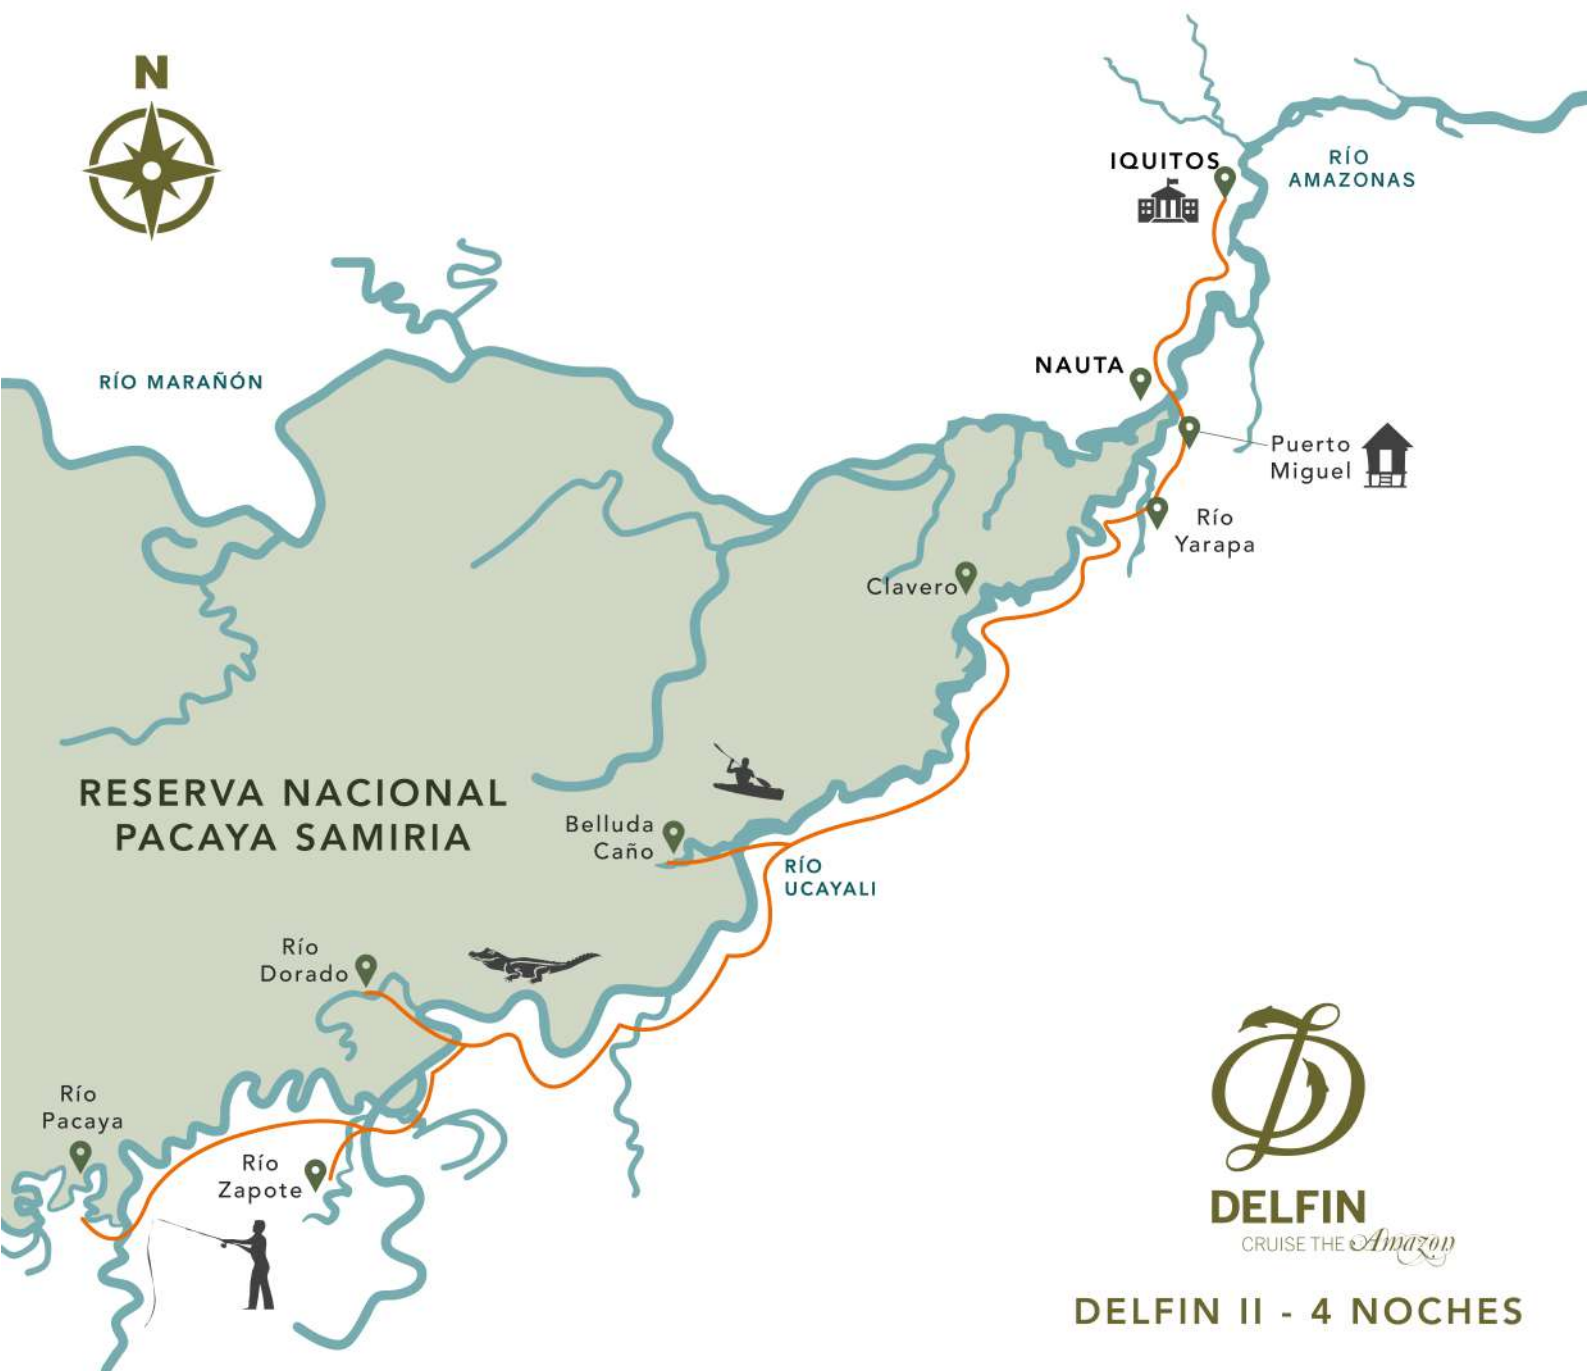 N
IQUITOS
RÍO
AMAZONAS
NAUTA
RÍO MARAÑÓN
Puerto
Miguel
Río
Yarapa
Clavero
RESERVA NACIONAL
PACAYA SAMIRIA
Belluda
Caño
RÍO
UCAYALI
Río
Dorado
Río
Pacaya
Río
Zapote
DELFIN
CRUISE THE Amazon
DELFIN II - 4 NOCHES